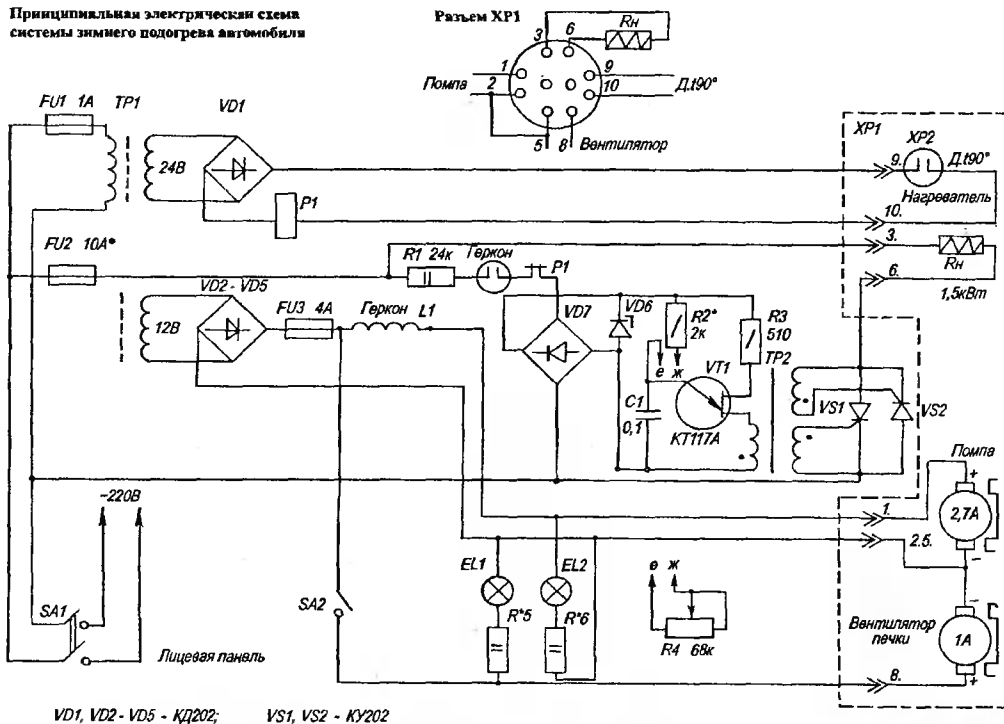 Принципиальная электрическая схема
системы зимнего подогрева автомобиля
Разъем ХР1
3
6
Rн
1
9
Помпа
2
10
Д.t90°
5
8
Вентилятор
FU1 1А
ТР1
VD1
24В
Р1
ХР1
ХР2
9.
Д.t90°
Нагреватель
10.
3.
Rн
6.
1,5кВт
FU2 10А*
R1 24к
Геркон
Р1
VD2 - VD5
12В
FU3 4А
Геркон L1
VD7
VD6
R2*
2к
R3
510
е ж
VT1
ТР2
С1
0,1
КТ117А
VS1
VS2
Помпа
+
1.
2,7А
2.5.
−
~220В
EL1
EL2
е ж
−
SA2
R*5
R*6
SA1
Вентилятор
печки
1А
R4 68к
Лицевая панель
8.
+
VD1, VD2 - VD5 - КД202; VS1, VS2 - КУ202